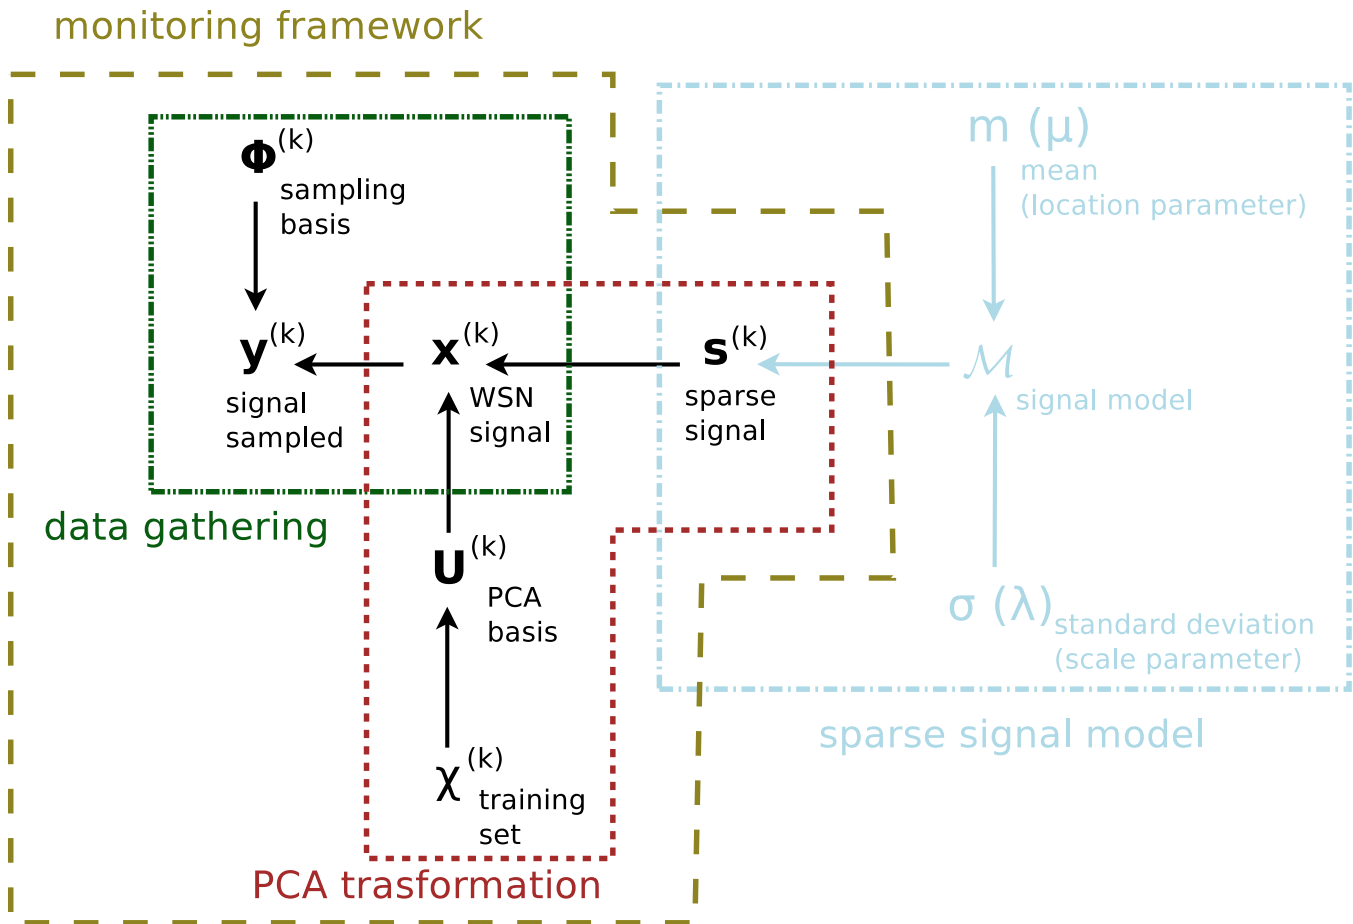 monitoring framework
Φ(k)
sampling
basis
m (μ)
mean
(location parameter)
y(k)
signal
sampled
x(k)
WSN
signal
s(k)
sparse
signal
ℳ
signal model
data gathering
U(k)
PCA
basis
σ (λ)
standard deviation
(scale parameter)
sparse signal model
χ(k)
training
set
PCA trasformation